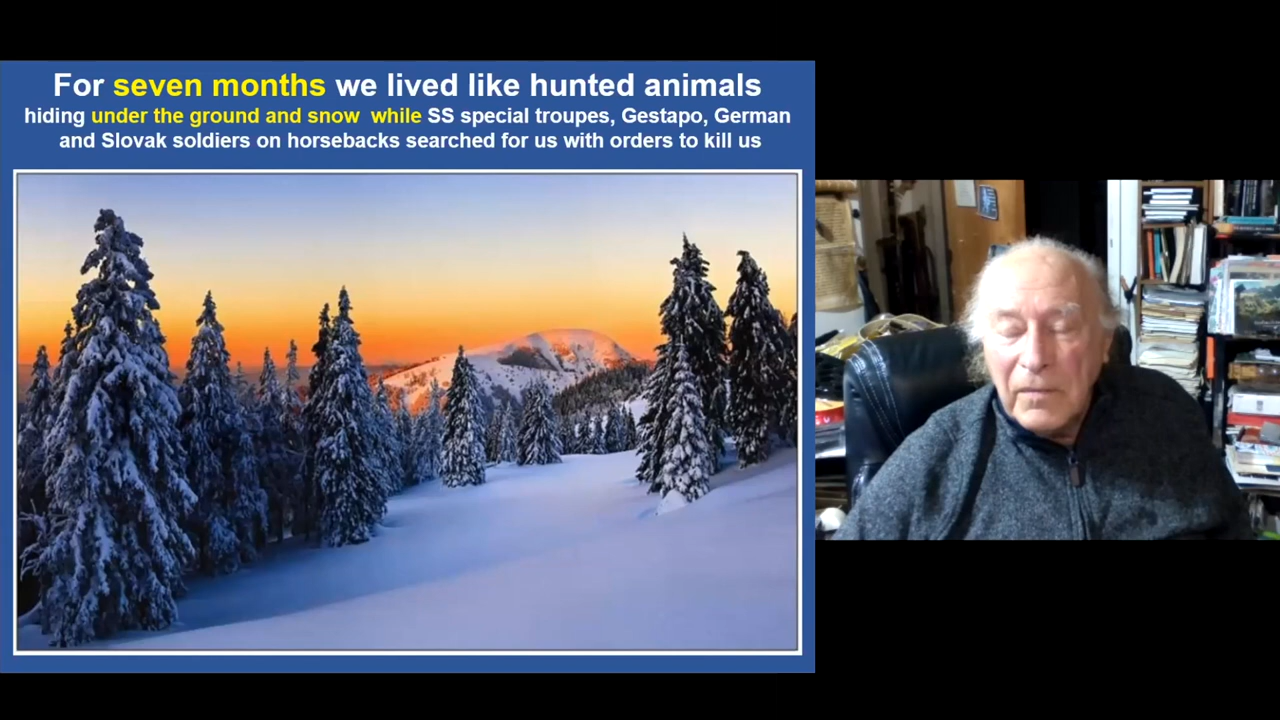 For seven months we lived like hunted animals
hiding under the ground and snow while SS special troupes, Gestapo, German
and Slovak soldiers on horsebacks searched for us with orders to kill us